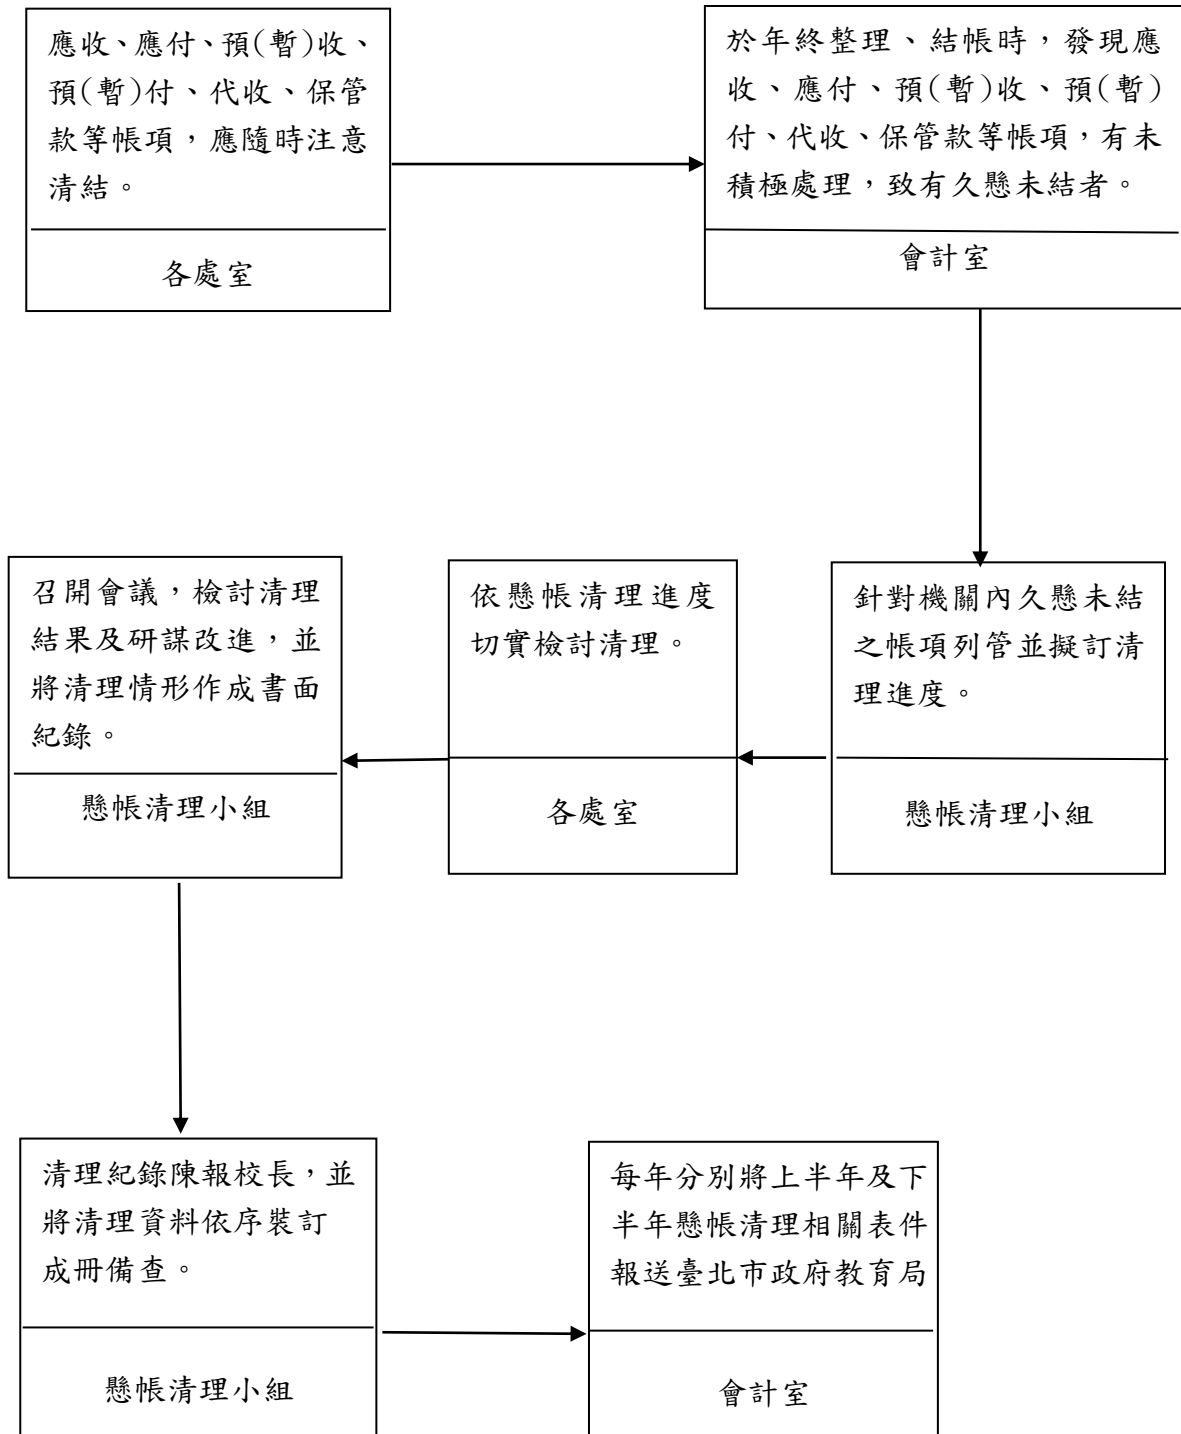 應收、應付、預(暫)收、
預(暫)付、代收、保管
款等帳項，應隨時注意
清結。
各處室
於年終整理、結帳時，發現應
收、應付、預(暫)收、預(暫)
付、代收、保管款等帳項，有未
積極處理，致有久懸未結者。
會計室
針對機關內久懸未結
之帳項列管並擬訂清
理進度。
懸帳清理小組
依懸帳清理進度
切實檢討清理。
各處室
召開會議，檢討清理
結果及研謀改進，並
將清理情形作成書面
紀錄。
懸帳清理小組
清理紀錄陳報校長，並
將清理資料依序裝訂
成冊備查。
懸帳清理小組
每年分別將上半年及下
半年懸帳清理相關表件
報送臺北市政府教育局
會計室